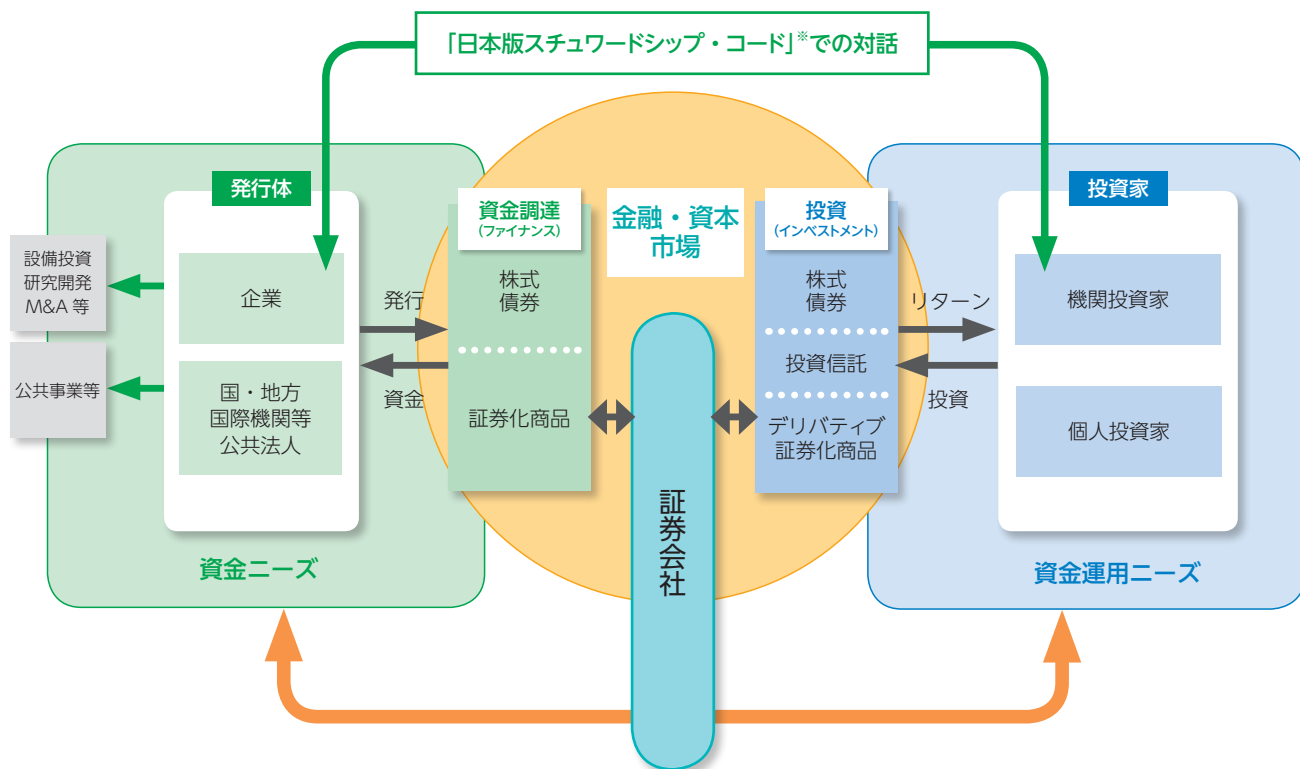 「日本版スチュワードシップ・コード」※での対話
発行体
企業
国・地方
国際機関等
公共法人
設備投資
研究開発
M&A 等
公共事業等
資金ニーズ
発行
資金
資金調達
(ファイナンス)
株式
債券
証券化商品
金融・資本
市場
証券会社
投資
(インベストメント)
株式
債券
投資信託
デリバティブ
証券化商品
リターン
投資
投資家
機関投資家
個人投資家
資金運用ニーズ